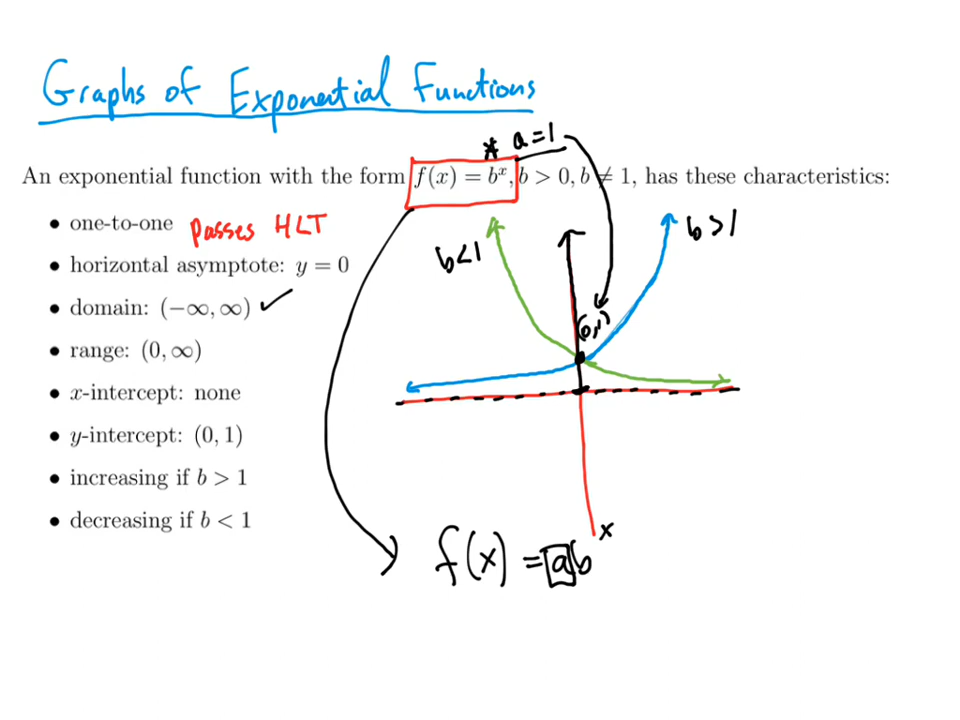 Graphs of Exponential Functions
* a=1
An exponential function with the form f(x) = bˣ, b > 0, b ≠ 1, has these characteristics:
• one-to-one Passes HLT
• horizontal asymptote: y = 0
• domain: (−∞, ∞) ✓
• range: (0, ∞)
• x-intercept: none
• y-intercept: (0, 1)
• increasing if b > 1
• decreasing if b < 1
b<1
b>1
(0,1)
f(x) = abˣ